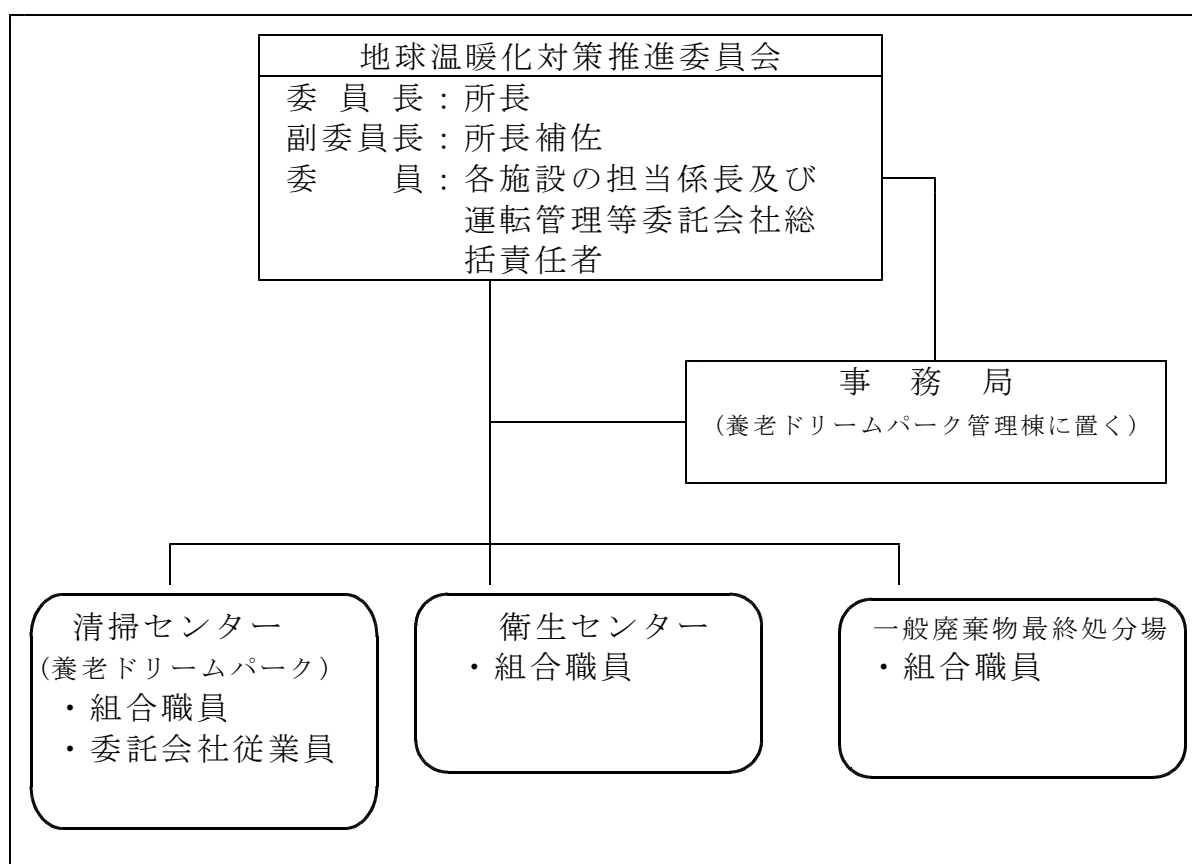 地球温暖化対策推進委員会
委　員　長：所長
副委員長：所長補佐
委　　　員：各施設の担当係長及び
運転管理等委託会社総
括責任者
事　務　局
（養老ドリームパーク管理棟に置く）
清掃センター
（養老ドリームパーク）
・組合職員
・委託会社従業員
衛生センター
・組合職員
一般廃棄物最終処分場
・組合職員